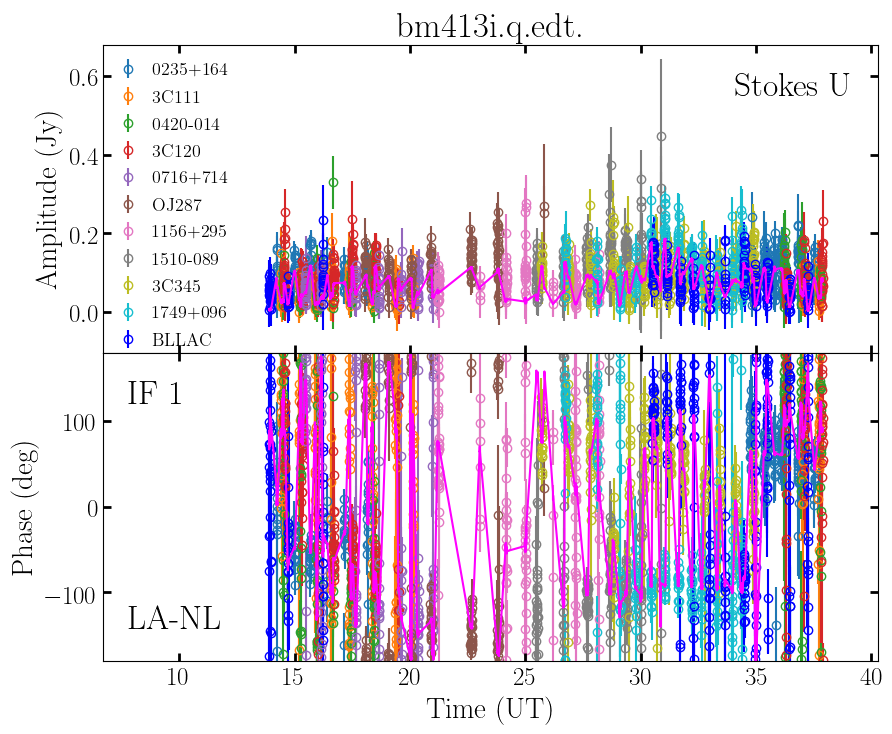 bm413i.q.edt.
Amplitude (Jy)
0.6
0.4
0.2
0.0
Stokes U
0235+164
3C111
0420-014
3C120
0716+714
OJ287
1156+295
1510-089
3C345
1749+096
BLLAC
Phase (deg)
100
0
−100
IF 1
LA-NL
10 15 20 25 30 35 40
Time (UT)